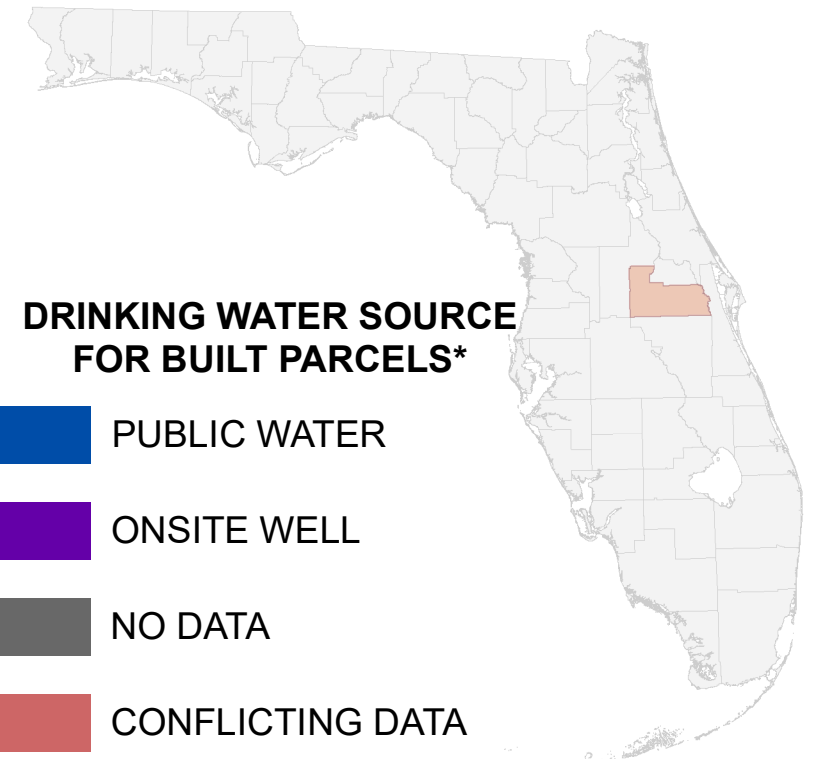 DRINKING WATER SOURCE
FOR BUILT PARCELS*
PUBLIC WATER
ONSITE WELL
NO DATA
CONFLICTING DATA